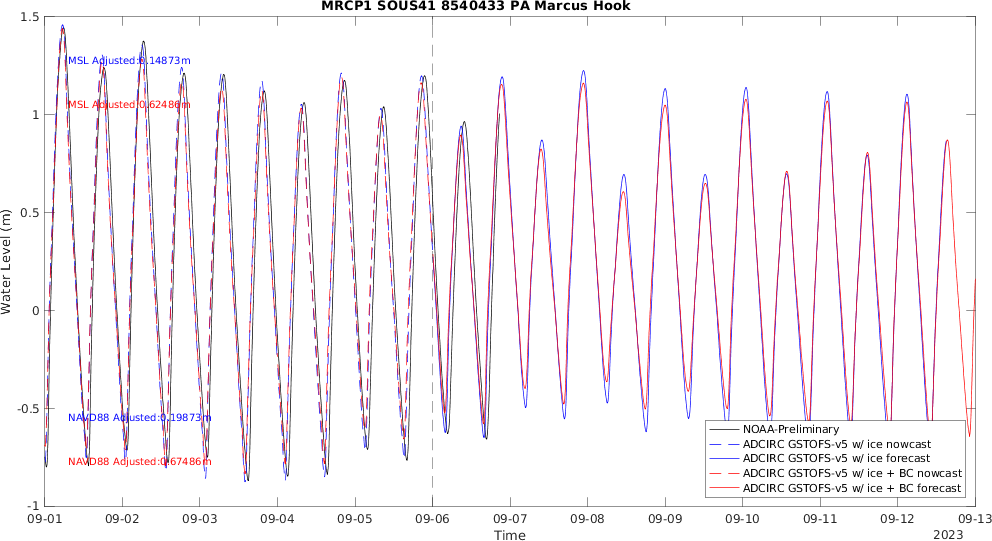 MRCP1 SOUS41 8540433 PA Marcus Hook
1.5
1
0.5
0
-0.5
-1
Water Level (m)
MSL Adjusted:0.14873m
MSL Adjusted:0.62486m
NAVD88 Adjusted:0.19873m
NAVD88 Adjusted:0.67486m
NOAA-Preliminary
ADCIRC GSTOFS-v5 w/ ice nowcast
ADCIRC GSTOFS-v5 w/ ice forecast
ADCIRC GSTOFS-v5 w/ ice + BC nowcast
ADCIRC GSTOFS-v5 w/ ice + BC forecast
09-01 09-02 09-03 09-04 09-05 09-06 09-07 09-08 09-09 09-10 09-11 09-12 09-13
Time
2023